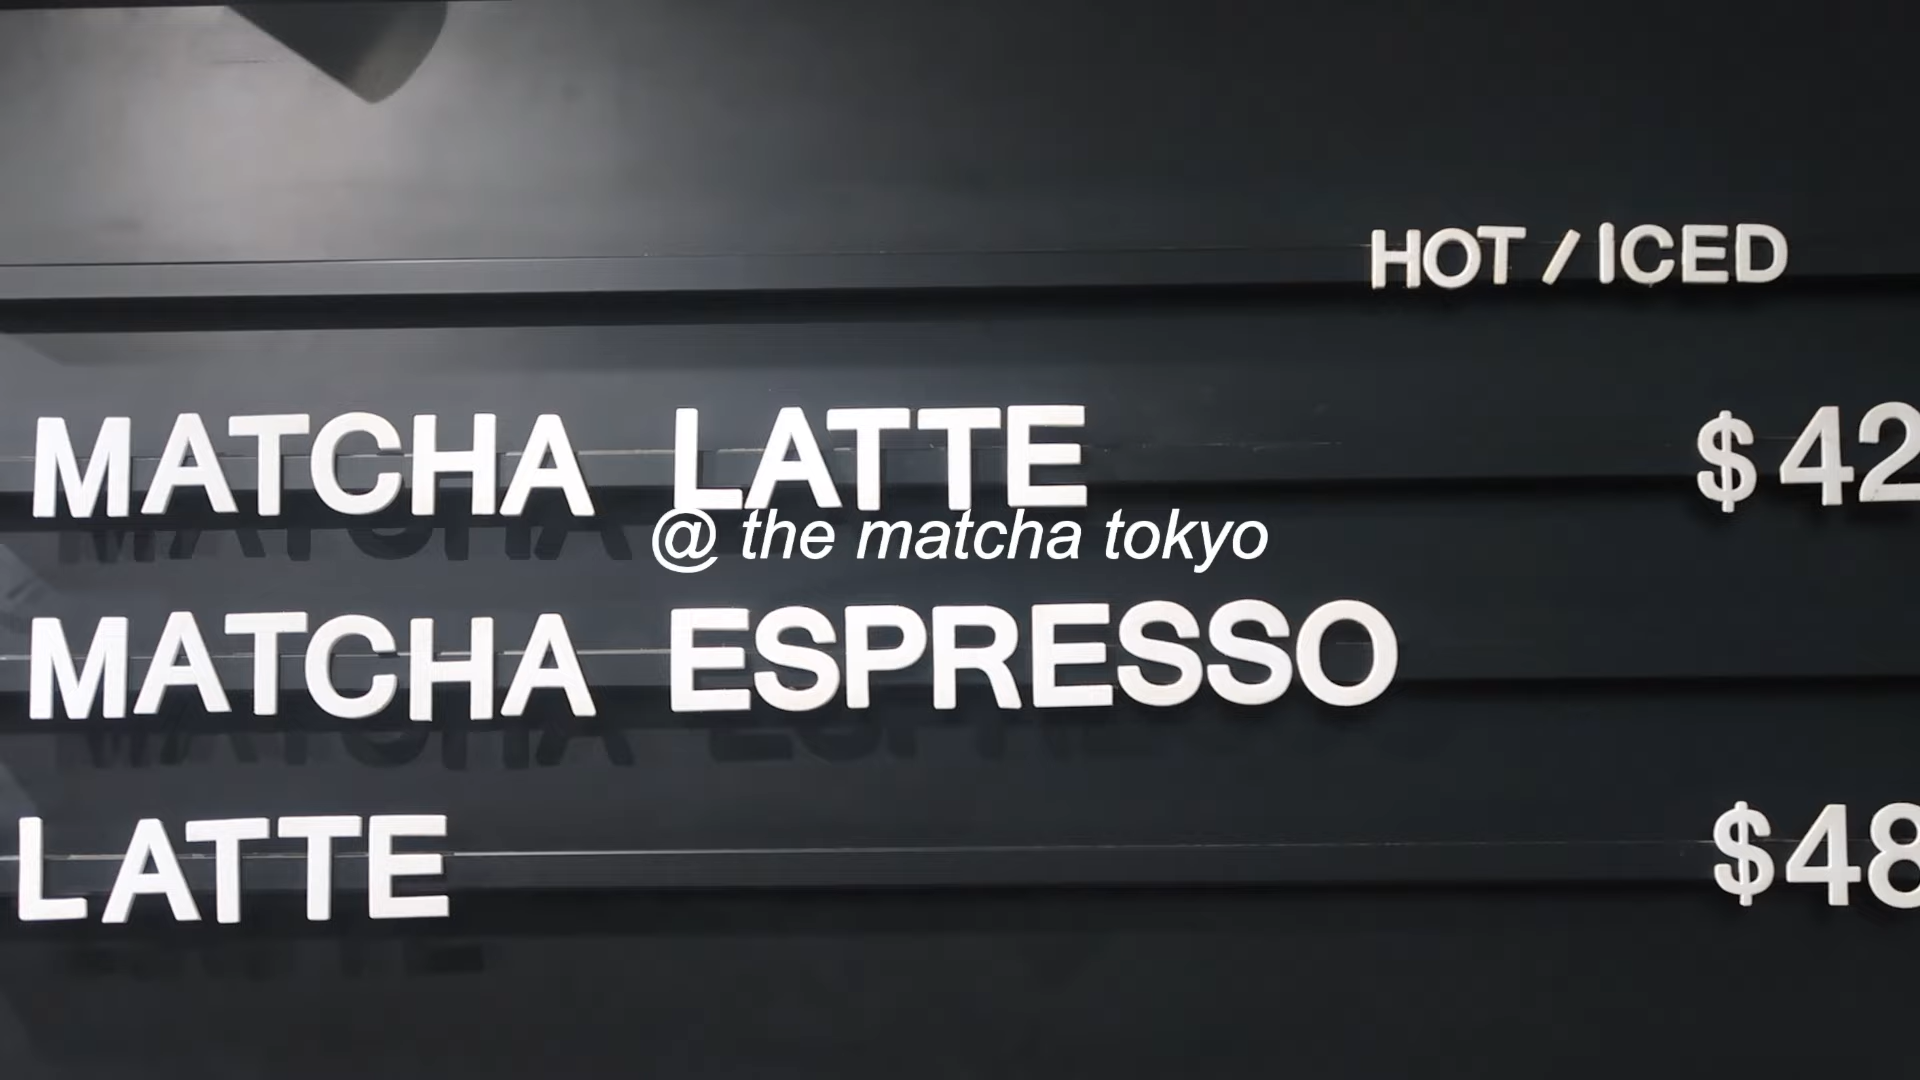 HOT / ICED
MATCHA LATTE $42
@ the matcha tokyo
MATCHA ESPRESSO
LATTE $48